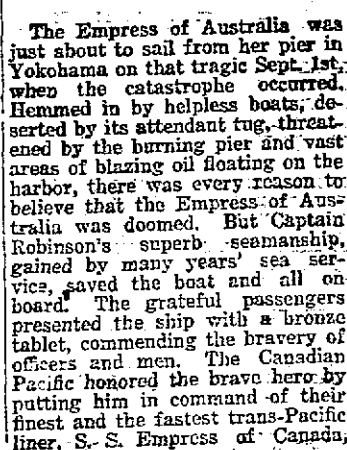 The Empress of Australia was
just about to sail from her pier in
Yokohama on that tragic Sept. 1st,
when the catastrophe occurred.
Hemmed in by helpless boats, de-
serted by its attendant tug, threat-
ened by the burning pier and vast
areas of blazing oil floating on the
harbor, there was every reason to
believe that the Empress of Aus-
tralia was doomed. But Captain
Robinson's superb seamanship,
gained by many years' sea ser-
vice, saved the boat and all on
board. The grateful passengers
presented the ship with a bronze
tablet, commending the bravery of
officers and men. The Canadian
Pacific honored the brave hero by
putting him in command of their
finest and the fastest trans-Pacific
liner, S. S. Empress of Canada,